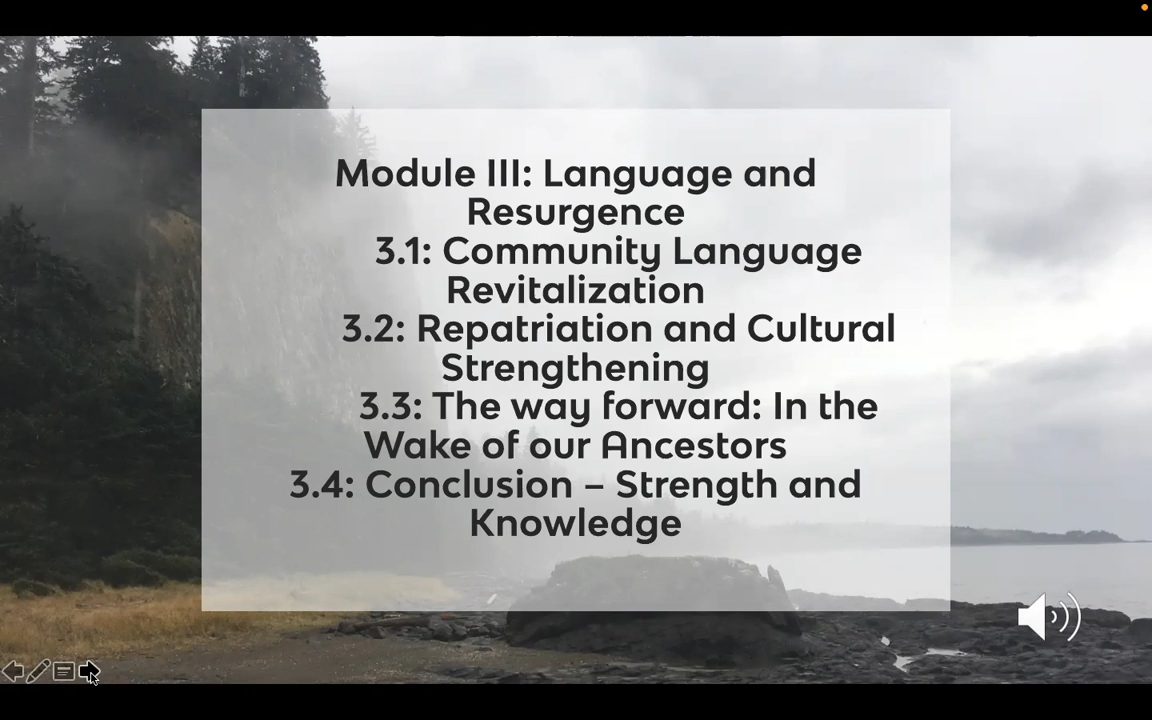 Module III: Language and
Resurgence
3.1: Community Language
Revitalization
3.2: Repatriation and Cultural
Strengthening
3.3: The way forward: In the
Wake of our Ancestors
3.4: Conclusion – Strength and
Knowledge